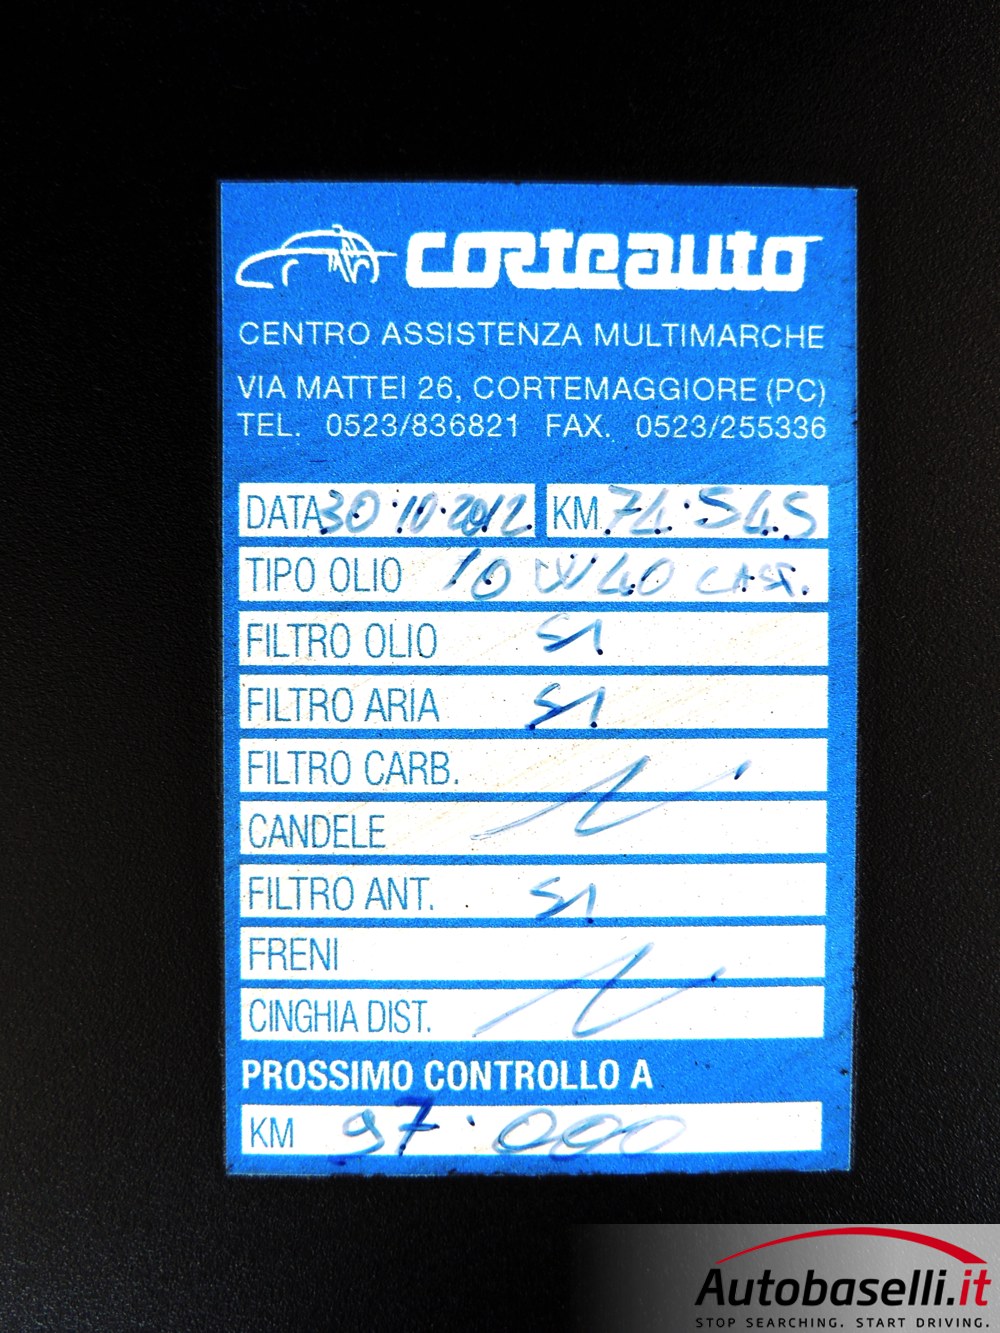 corteauto
CENTRO ASSISTENZA MULTIMARCHE
VIA MATTEI 26, CORTEMAGGIORE (PC)
TEL. 0523/836821 FAX. 0523/255336
DATA 30.10.2012 KM 74.545
TIPO OLIO 10W40 CAST.
FILTRO OLIO SI
FILTRO ARIA SI
FILTRO CARB.
CANDELE
FILTRO ANT. SI
FRENI
CINGHIA DIST.
PROSSIMO CONTROLLO A
KM 97.000
Autobaselli.it
STOP SEARCHING. START DRIVING.